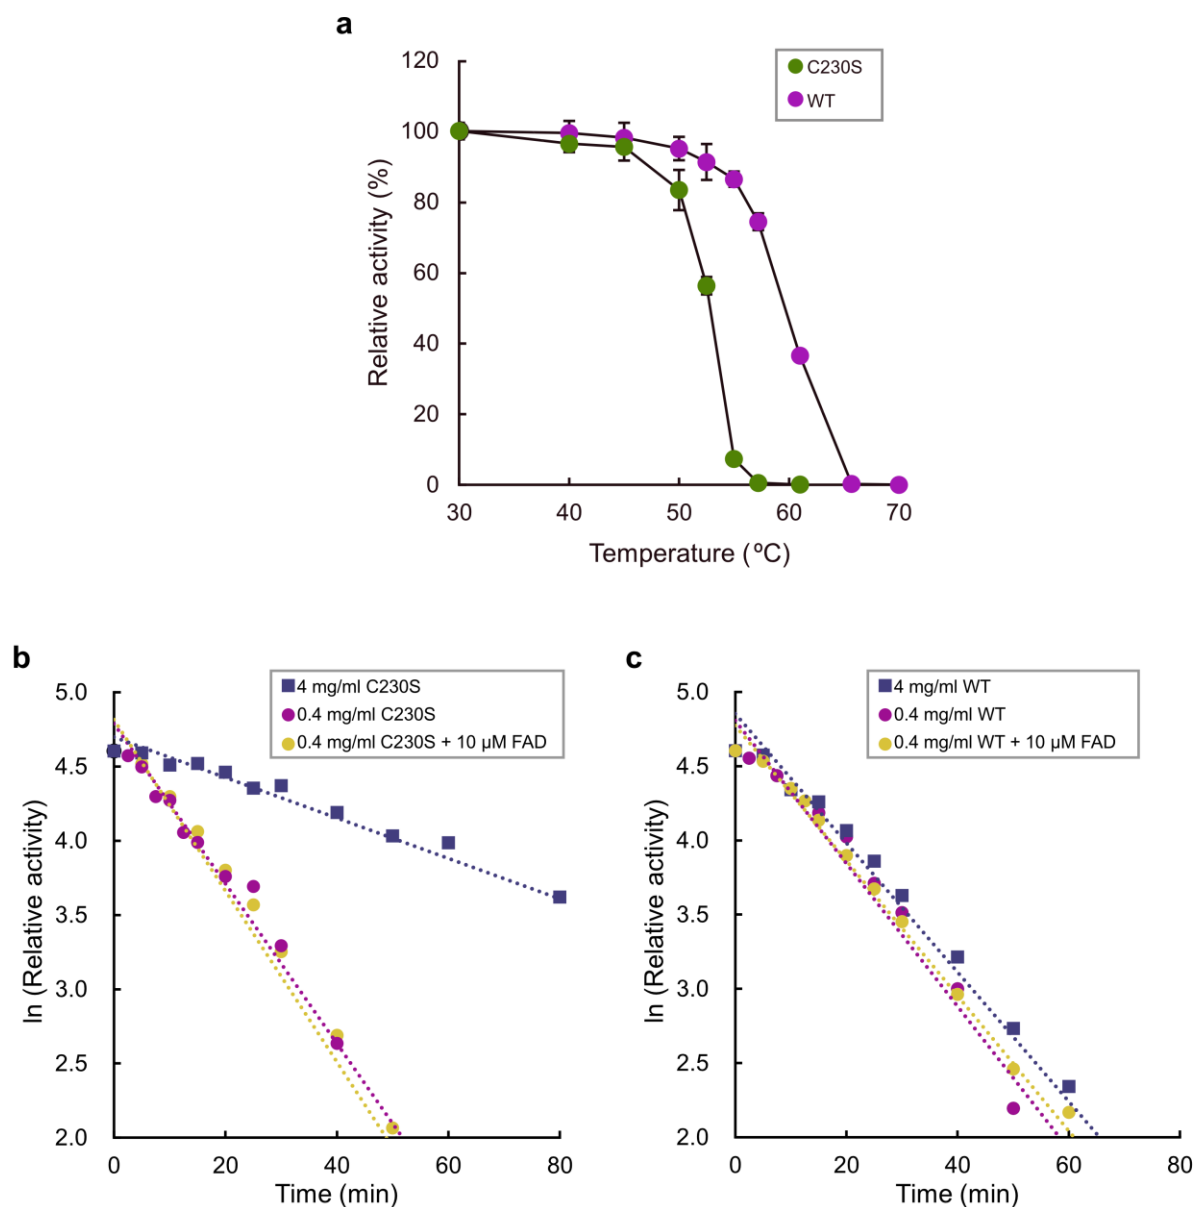 a
C230S
WT
Relative activity (%)
120
100
80
60
40
20
0
30 40 50 60 70
Temperature (ºC)
b
4 mg/ml C230S
0.4 mg/ml C230S
0.4 mg/ml C230S + 10 µM FAD
ln (Relative activity)
5.0
4.5
4.0
3.5
3.0
2.5
2.0
0 20 40 60 80
Time (min)
c
4 mg/ml WT
0.4 mg/ml WT
0.4 mg/ml WT + 10 µM FAD
ln (Relative activity)
5.0
4.5
4.0
3.5
3.0
2.5
2.0
0 20 40 60 80
Time (min)